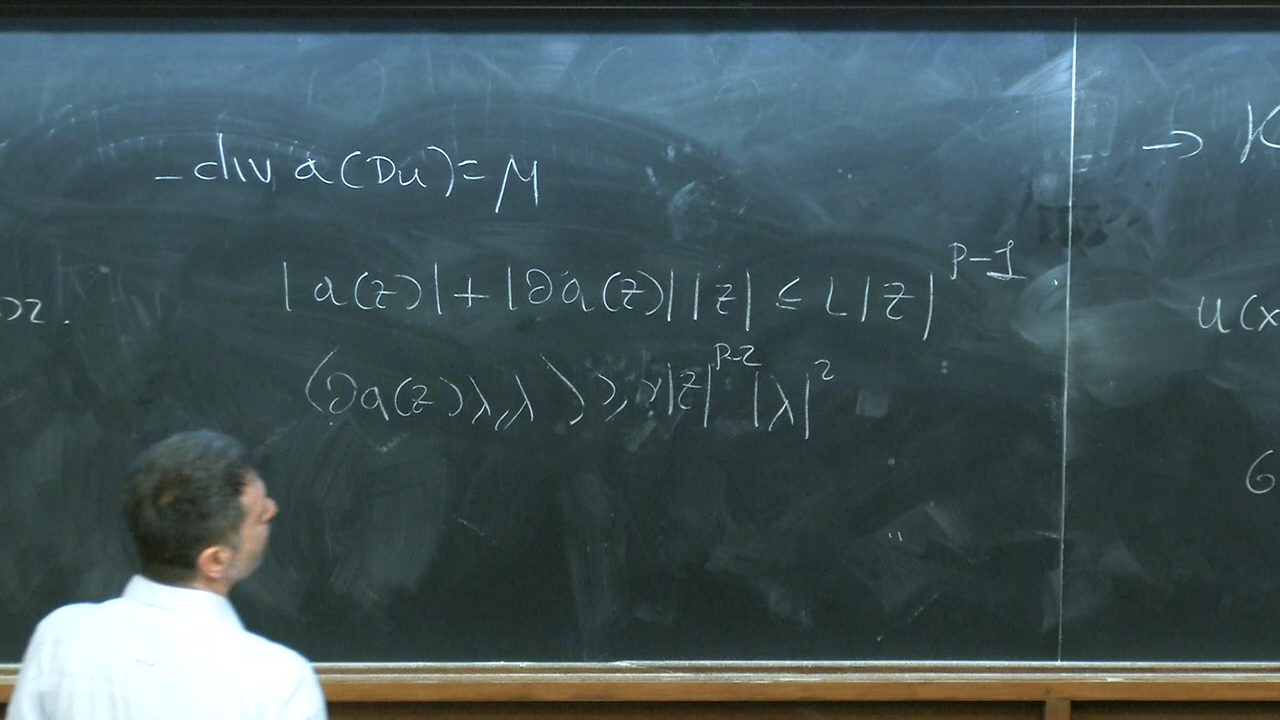 -div a(Du)=μ
|a(z)|+|∂a(z)||z| ≤ L|z|^{p-1}
⟨∂a(z)λ,λ⟩ ≥ ν|z|^{p-2}|λ|^2
→ K
u(x
G